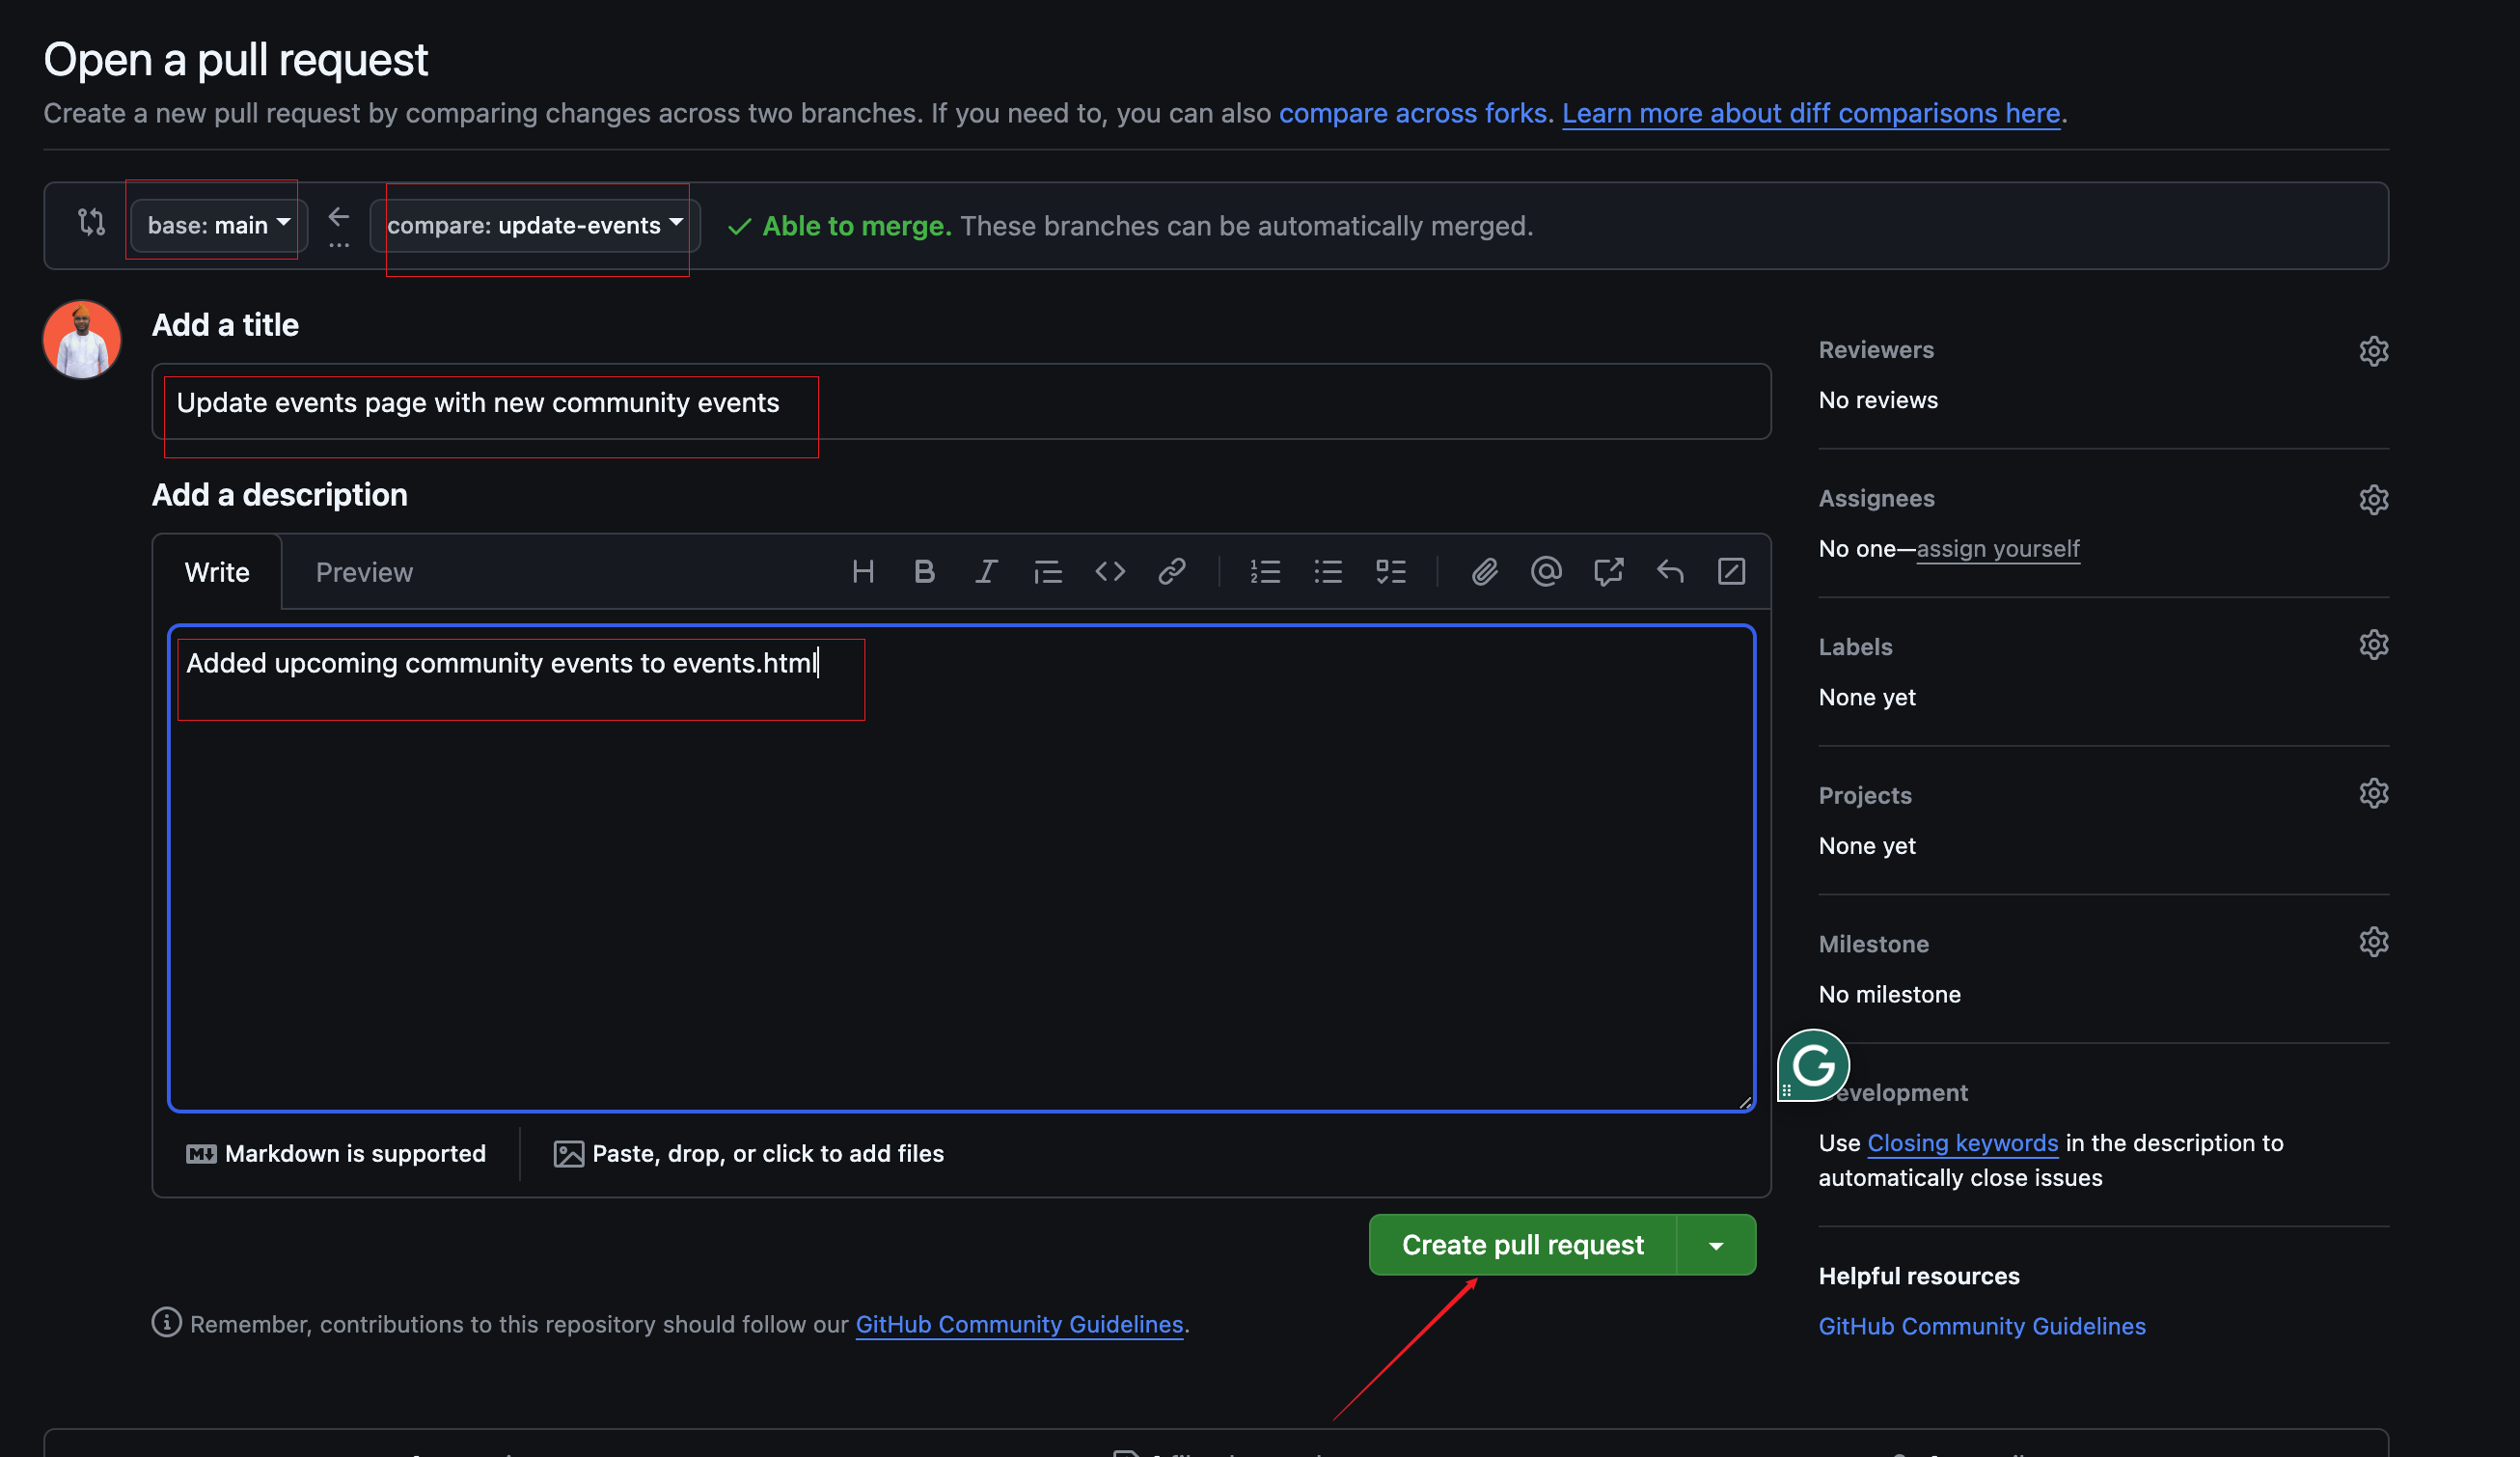 Open a pull request
Create a new pull request by comparing changes across two branches. If you need to, you can also compare across forks. Learn more about diff comparisons here.
base: main
compare: update-events
Able to merge. These branches can be automatically merged.
Add a title
Update events page with new community events
Add a description
Write
Preview
Added upcoming community events to events.html
Markdown is supported
Paste, drop, or click to add files
Create pull request
Remember, contributions to this repository should follow our GitHub Community Guidelines.
Reviewers
No reviews
Assignees
No one—assign yourself
Labels
None yet
Projects
None yet
Milestone
No milestone
Use Closing keywords in the description to
automatically close issues
Helpful resources
GitHub Community Guidelines